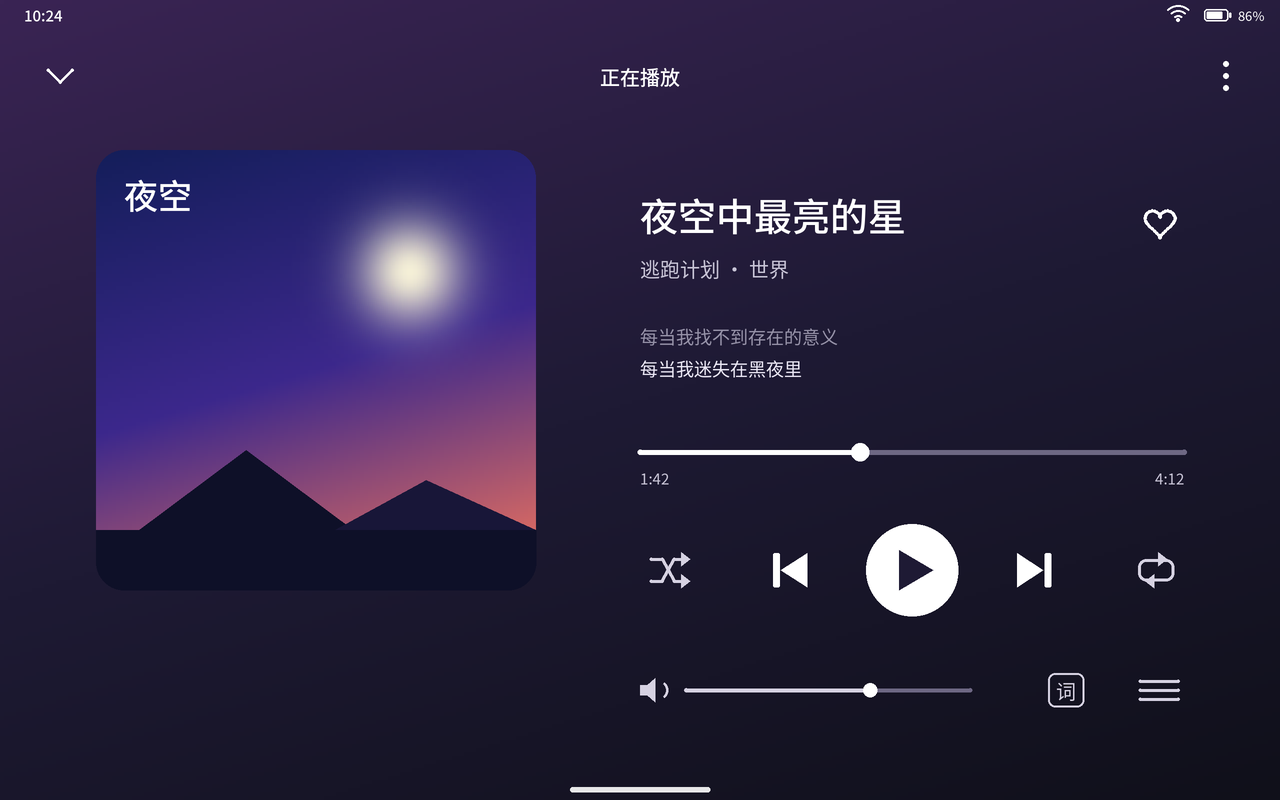 10:24
86%
正在播放
夜空
夜空中最亮的星
逃跑计划 · 世界
每当我找不到存在的意义
每当我迷失在黑夜里
1:42
4:12
词